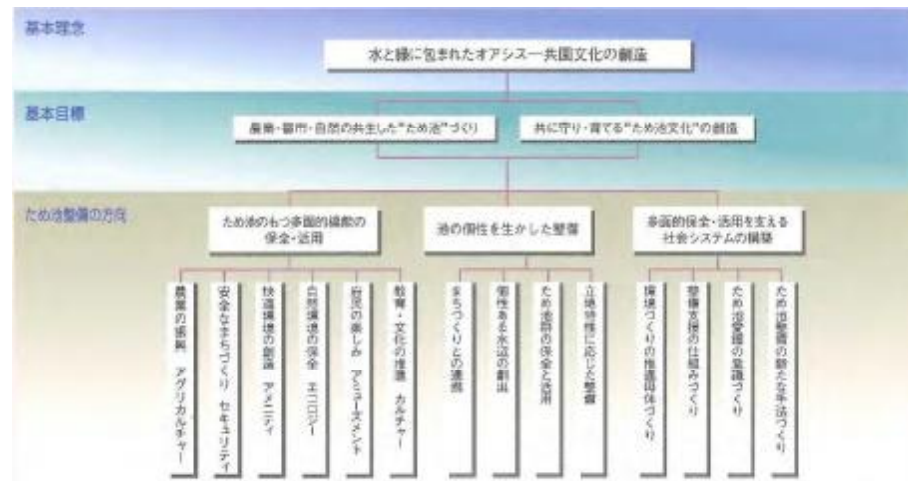 基本理念
水と緑に包まれたオアシス―共園文化の創造
基本目標
農業・都市・自然の共生した“ため池”づくり
共に守り・育てる“ため池文化”の創造
ため池整備の方向
ため池のもつ多面的機能の
保全・活用
池の個性を生かした整備
多面的保全・活用を支える
社会システムの構築
農業の振興 アグリカルチャー
安全なまちづくり セキュリティ
快適環境の創造 アメニティ
自然環境の保全 エコロジー
府民の楽しみ アミューズメント
教育・文化の推進 カルチャー
まちづくりとの連携
個性ある水辺の創出
ため池群の保全と活用
立地特性に応じた整備
環境づくりの推進母体づくり
整備支援の仕組みづくり
ため池愛護の意識づくり
ため池整備の新たな手法づくり